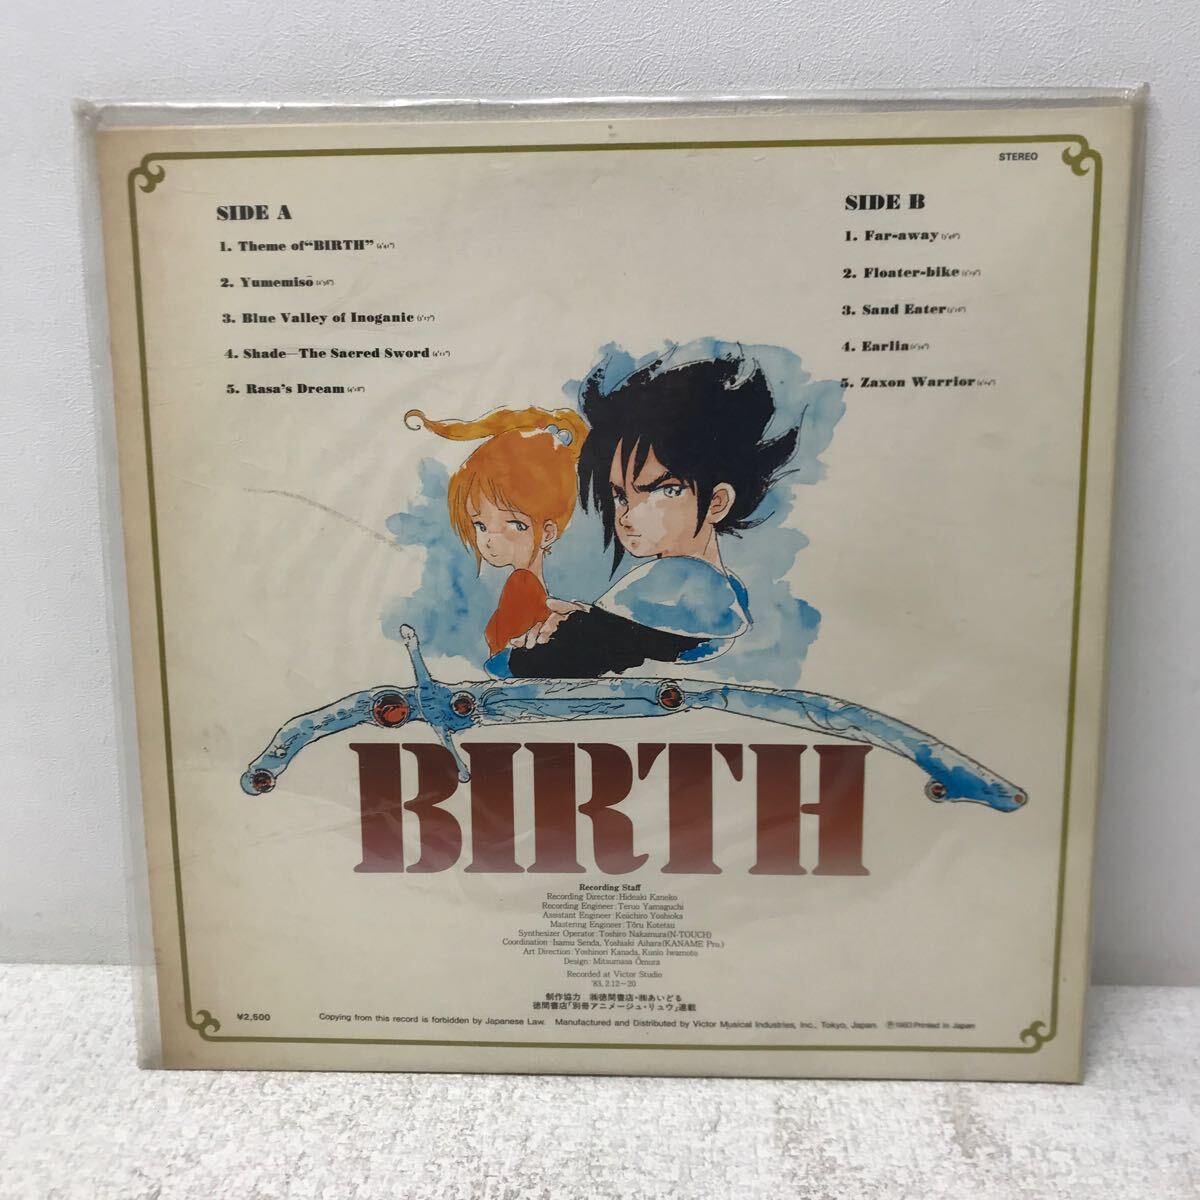 STEREO
SIDE A
1. Theme of "BIRTH"
2. Yumemisō
3. Blue Valley of Inoganic
4. Shade—The Sacred Sword
5. Rasa's Dream
SIDE B
1. Far-away
2. Floater-bike
3. Sand Eater
4. Earlia
5. Zaxon Warrior
BIRTH
Recording Staff
Recording Director: Hideaki Kaneko
Recording Engineer: Teruo Yamaguchi
Assistant Engineer: Keiichiro Yoshioka
Mastering Engineer: Tōru Kotetsu
Synthesizer Operator: Toshiro Nakamura (N-TOUCH)
Coordination: Isamu Senda, Yoshiaki Aihara (KANAME Pro.)
Art Direction: Yoshinori Kanada, Kunio Iwamoto
Design: Mitsumasa Ōmura
Recorded at Victor Studio
'83, 2.12～20
制作協力 ㈱徳間書店・㈱あいどる
徳間書店「別冊アニメージュ・リュウ」連載
¥2,500 Copying from this record is forbidden by Japanese Law. Manufactured and Distributed by Victor Musical Industries, Inc., Tokyo, Japan. Ⓟ1983 Printed in Japan